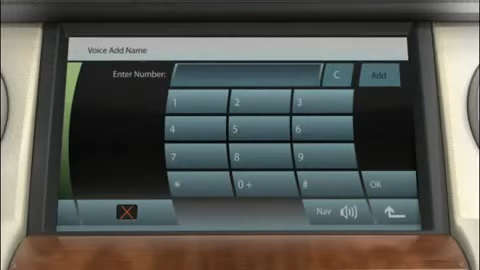 Voice Add Name
Enter Number: C Add
1 2 3
4 5 6
7 8 9
* 0 + # OK
Nav